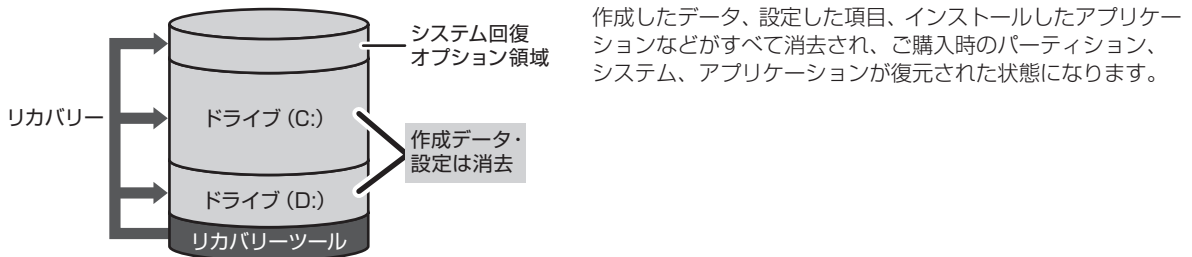 システム回復
オプション領域
リカバリー
ドライブ（C:）
作成データ・
設定は消去
ドライブ（D:）
リカバリーツール
作成したデータ、設定した項目、インストールしたアプリケー
ションなどがすべて消去され、ご購入時のパーティション、
システム、アプリケーションが復元された状態になります。